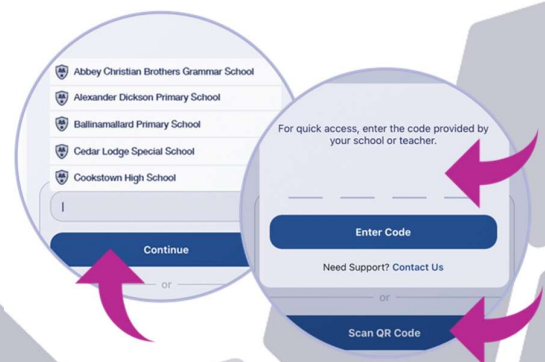 Abbey Christian Brothers Grammar School
Alexander Dickson Primary School
Ballinamallard Primary School
Cedar Lodge Special School
Cookstown High School
Continue
or
For quick access, enter the code provided by
your school or teacher.
Enter Code
Need Support? Contact Us
or
Scan QR Code